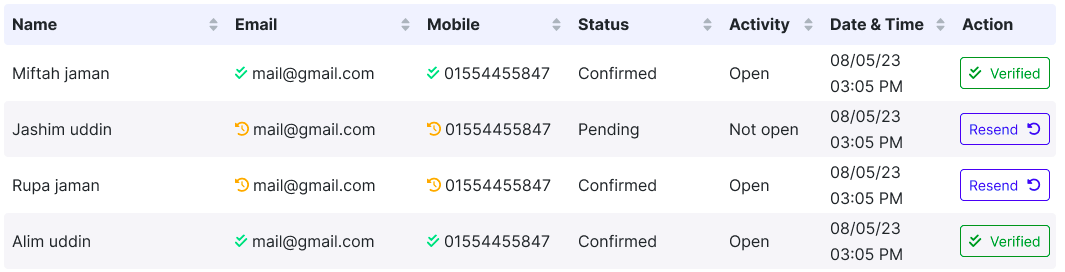 Name Email Mobile Status Activity Date & Time Action
Miftah jaman mail@gmail.com 01554455847 Confirmed Open 08/05/23 Verified
03:05 PM
Jashim uddin mail@gmail.com 01554455847 Pending Not open 08/05/23 Resend
03:05 PM
Rupa jaman mail@gmail.com 01554455847 Confirmed Open 08/05/23 Resend
03:05 PM
Alim uddin mail@gmail.com 01554455847 Confirmed Open 08/05/23 Verified
03:05 PM